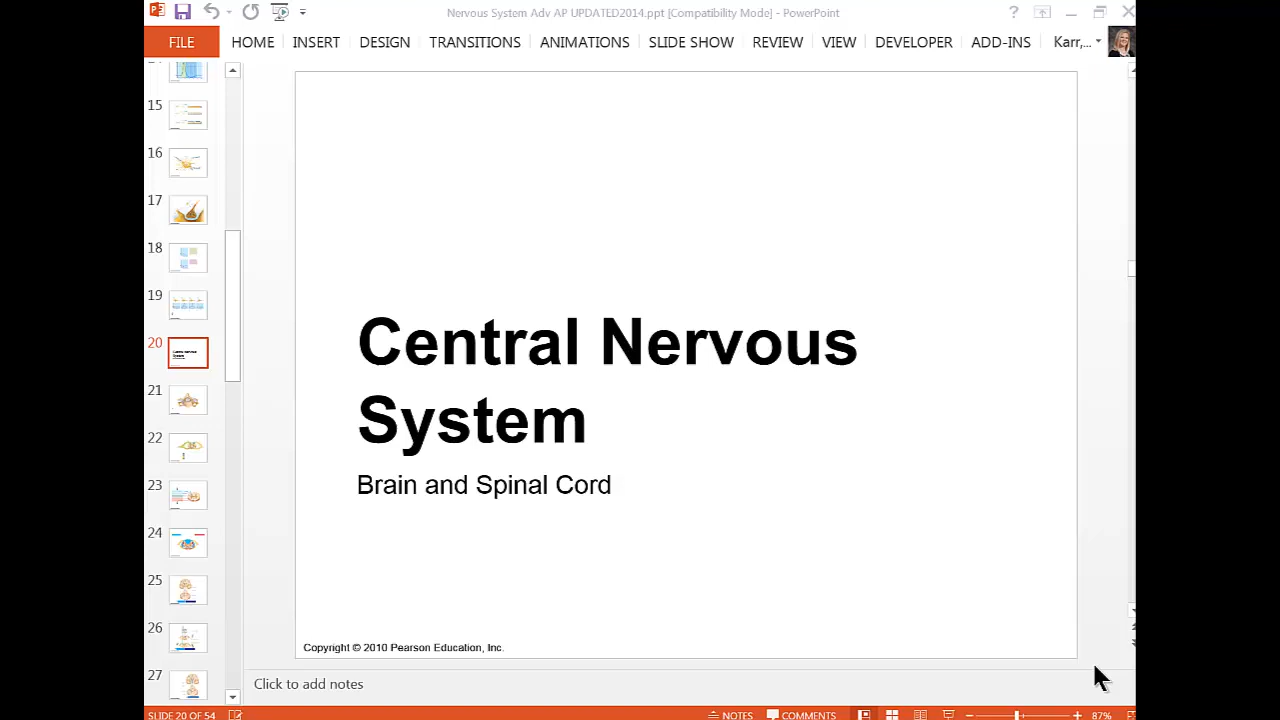 Nervous System Adv AP UPDATED2014.ppt [Compatibility Mode] - PowerPoint
?
FILE HOME INSERT DESIGN TRANSITIONS ANIMATIONS SLIDE SHOW REVIEW VIEW DEVELOPER ADD-INS Karr,...
15
16
17
18
19
20
21
22
23
24
25
26
27
Central Nervous
System
Brain and Spinal Cord
Copyright © 2010 Pearson Education, Inc.
Click to add notes
SLIDE 20 OF 54 NOTES COMMENTS 87%